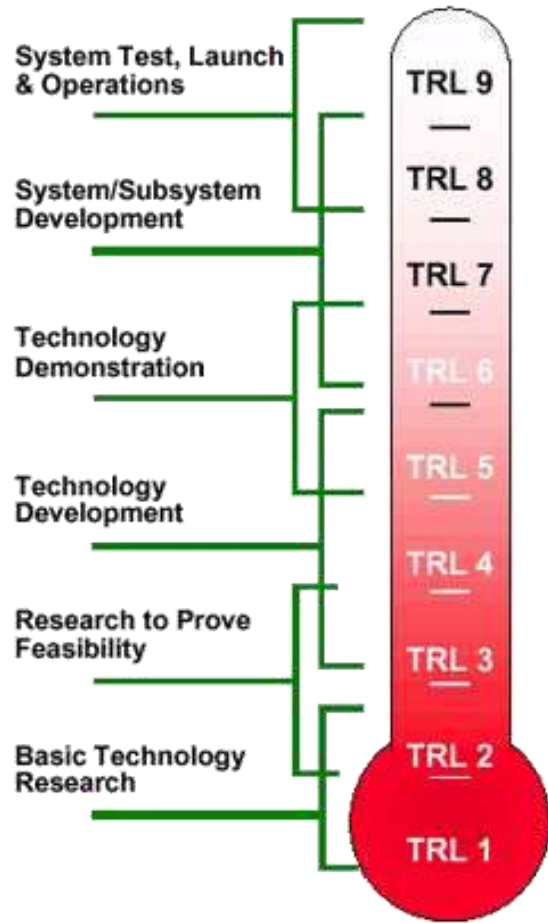 System Test, Launch
& Operations
System/Subsystem
Development
Technology
Demonstration
Technology
Development
Research to Prove
Feasibility
Basic Technology
Research
TRL 9
TRL 8
TRL 7
TRL 6
TRL 5
TRL 4
TRL 3
TRL 2
TRL 1